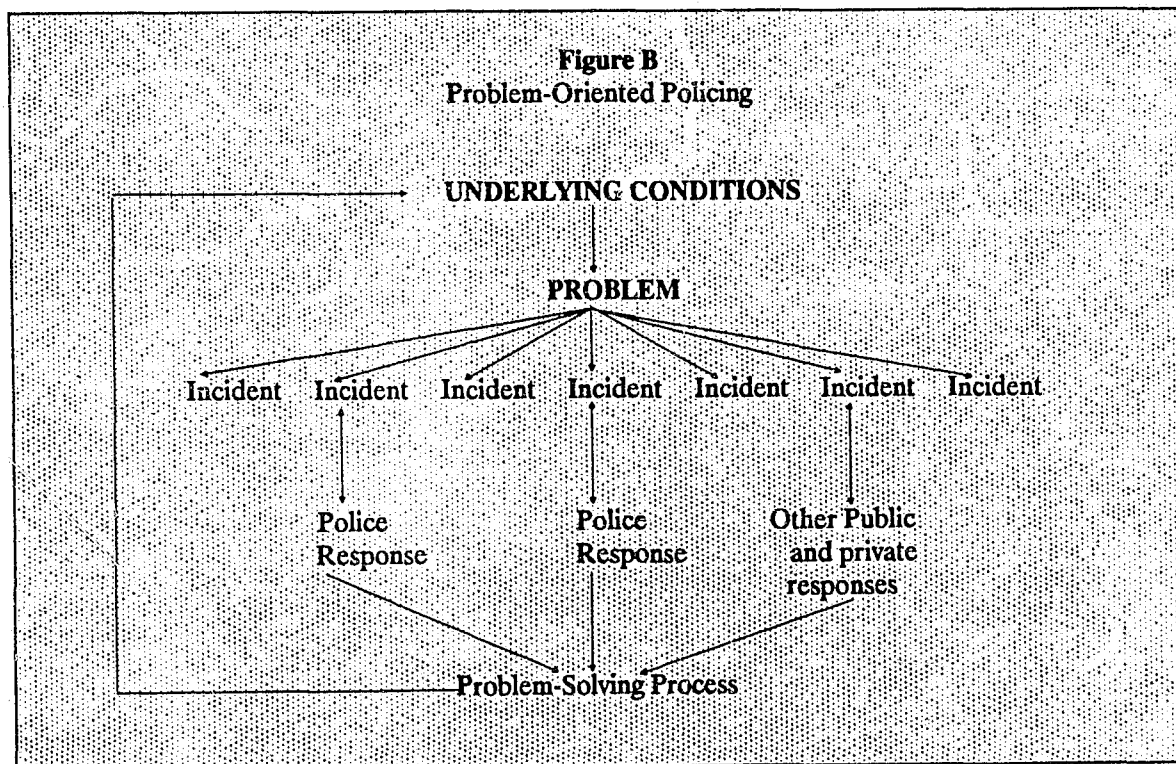 Figure B
Problem-Oriented Policing
UNDERLYING CONDITIONS
PROBLEM
Incident Incident Incident Incident Incident Incident Incident
Police Police Other Public
Response Response and private
responses
Problem-Solving Process